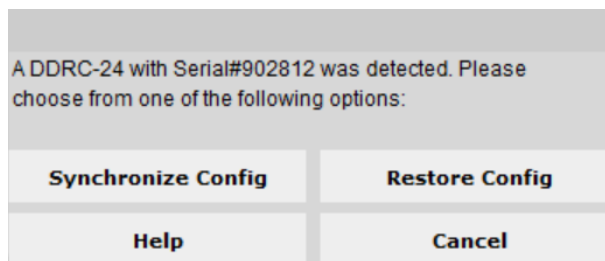 A DDRC-24 with Serial#902812 was detected. Please
choose from one of the following options:
Synchronize Config
Restore Config
Help
Cancel